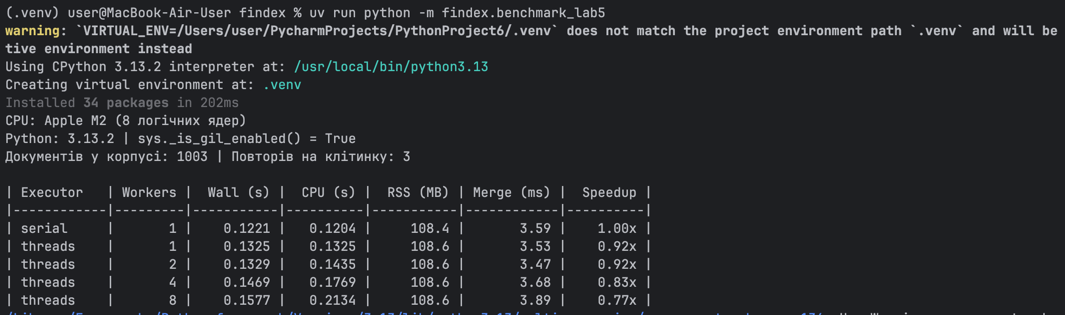 (.venv) user@MacBook-Air-User findex % uv run python -m findex.benchmark_lab5
warning: `VIRTUAL_ENV=/Users/user/PycharmProjects/PythonProject6/.venv` does not match the project environment path `.venv` and will be
tive environment instead
Using CPython 3.13.2 interpreter at: /usr/local/bin/python3.13
Creating virtual environment at: .venv
Installed 34 packages in 202ms
CPU: Apple M2 (8 логічних ядер)
Python: 3.13.2 | sys._is_gil_enabled() = True
Документів у корпусі: 1003 | Повторів на клітинку: 3
| Executor | Workers | Wall (s) | CPU (s) | RSS (MB) | Merge (ms) | Speedup |
|------------|---------|-----------|----------|-----------|------------|----------|
| serial | 1 | 0.1221 | 0.1204 | 108.4 | 3.59 | 1.00x |
| threads | 1 | 0.1325 | 0.1325 | 108.6 | 3.53 | 0.92x |
| threads | 2 | 0.1329 | 0.1435 | 108.6 | 3.47 | 0.92x |
| threads | 4 | 0.1469 | 0.1769 | 108.6 | 3.68 | 0.83x |
| threads | 8 | 0.1577 | 0.2134 | 108.6 | 3.89 | 0.77x |